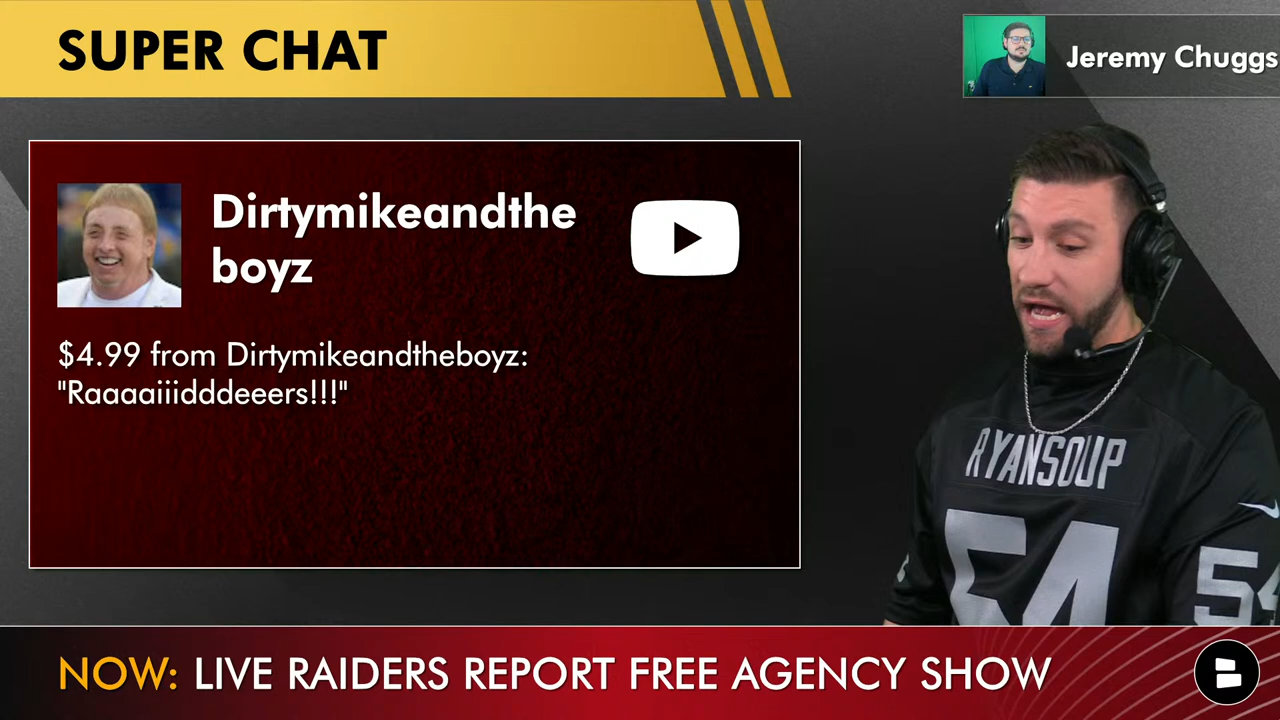 SUPER CHAT
Jeremy Chuggs
Dirtymikeandthe
boyz
$4.99 from Dirtymikeandtheboyz:
"Raaaaiiidddeeers!!!"
RYANSOUP
54
54
NOW: LIVE RAIDERS REPORT FREE AGENCY SHOW